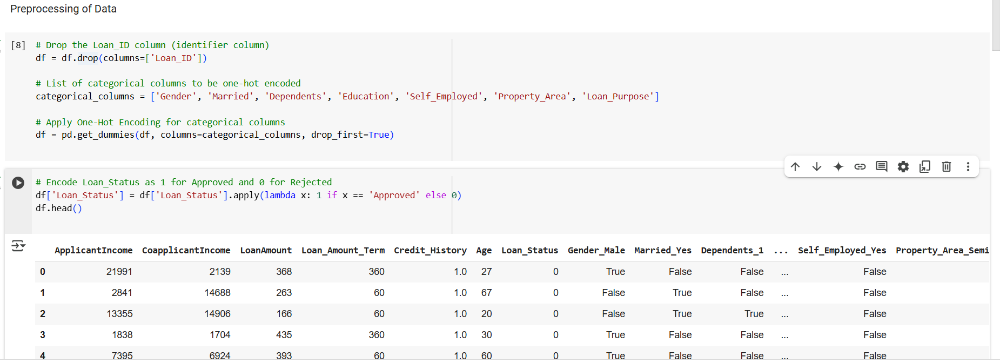 Preprocessing of Data
[8] # Drop the Loan_ID column (identifier column)
df = df.drop(columns=['Loan_ID'])
# List of categorical columns to be one-hot encoded
categorical_columns = ['Gender', 'Married', 'Dependents', 'Education', 'Self_Employed', 'Property_Area', 'Loan_Purpose']
# Apply One-Hot Encoding for categorical columns
df = pd.get_dummies(df, columns=categorical_columns, drop_first=True)
# Encode Loan_Status as 1 for Approved and 0 for Rejected
df['Loan_Status'] = df['Loan_Status'].apply(lambda x: 1 if x == 'Approved' else 0)
df.head()
ApplicantIncome CoapplicantIncome LoanAmount Loan_Amount_Term Credit_History Age Loan_Status Gender_Male Married_Yes Dependents_1 ... Self_Employed_Yes Property_Area_Semi
0 21991 2139 368 360 1.0 27 0 True False False ... False
1 2841 14688 263 60 1.0 67 0 False True False ... False
2 13355 14906 166 60 1.0 20 0 False True True ... False
3 1838 1704 435 360 1.0 30 0 True False False ... False
4 7395 6924 393 60 1.0 60 0 True False False ... False